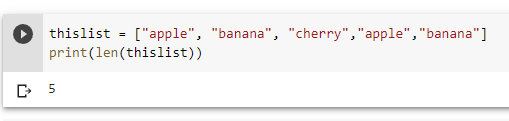 thislist = ["apple", "banana", "cherry","apple","banana"]
print(len(thislist))
5